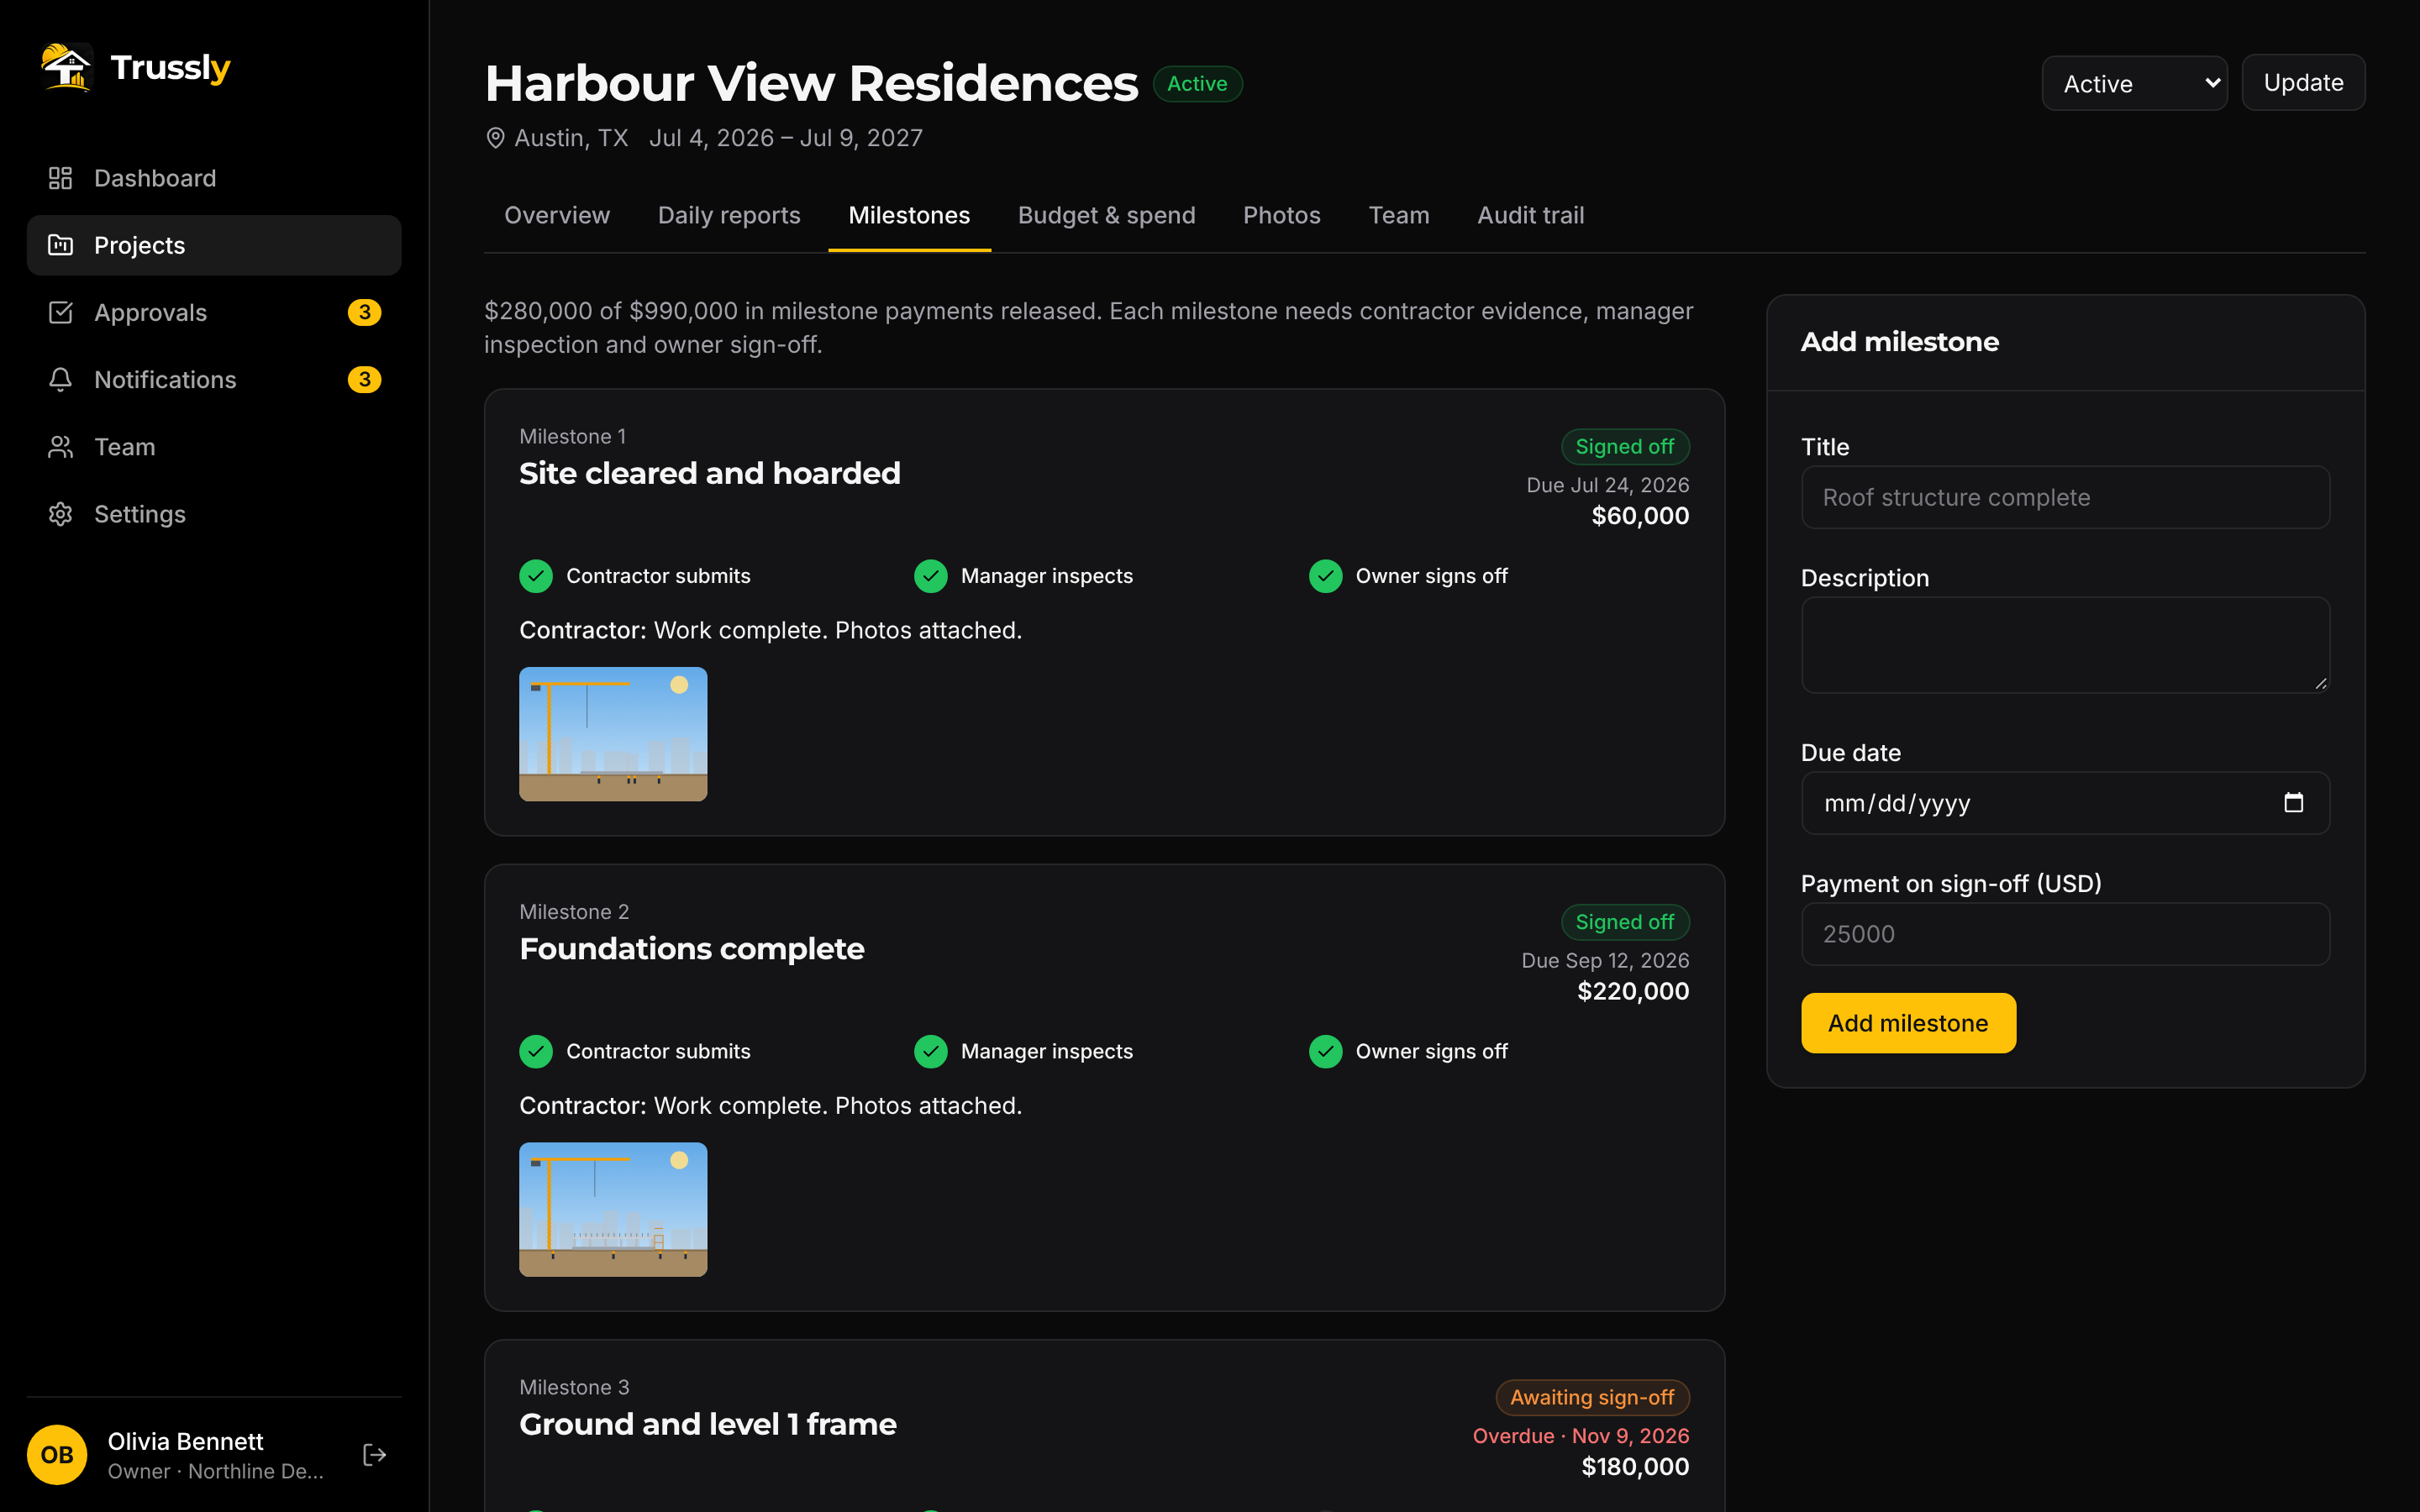 Trussly
Dashboard
Projects
Approvals
3
Notifications
3
Team
Settings
OB
Olivia Bennett
Owner · Northline De...
Harbour View Residences
Active
Austin, TX Jul 4, 2026 – Jul 9, 2027
Active
Update
Overview
Daily reports
Milestones
Budget & spend
Photos
Team
Audit trail
$280,000 of $990,000 in milestone payments released. Each milestone needs contractor evidence, manager
inspection and owner sign-off.
Milestone 1
Site cleared and hoarded
Signed off
Due Jul 24, 2026
$60,000
Contractor submits
Manager inspects
Owner signs off
Contractor: Work complete. Photos attached.
Milestone 2
Foundations complete
Signed off
Due Sep 12, 2026
$220,000
Contractor submits
Manager inspects
Owner signs off
Contractor: Work complete. Photos attached.
Milestone 3
Ground and level 1 frame
Awaiting sign-off
Overdue · Nov 9, 2026
$180,000
Add milestone
Title
Roof structure complete
Description
Due date
mm/dd/yyyy
Payment on sign-off (USD)
25000
Add milestone